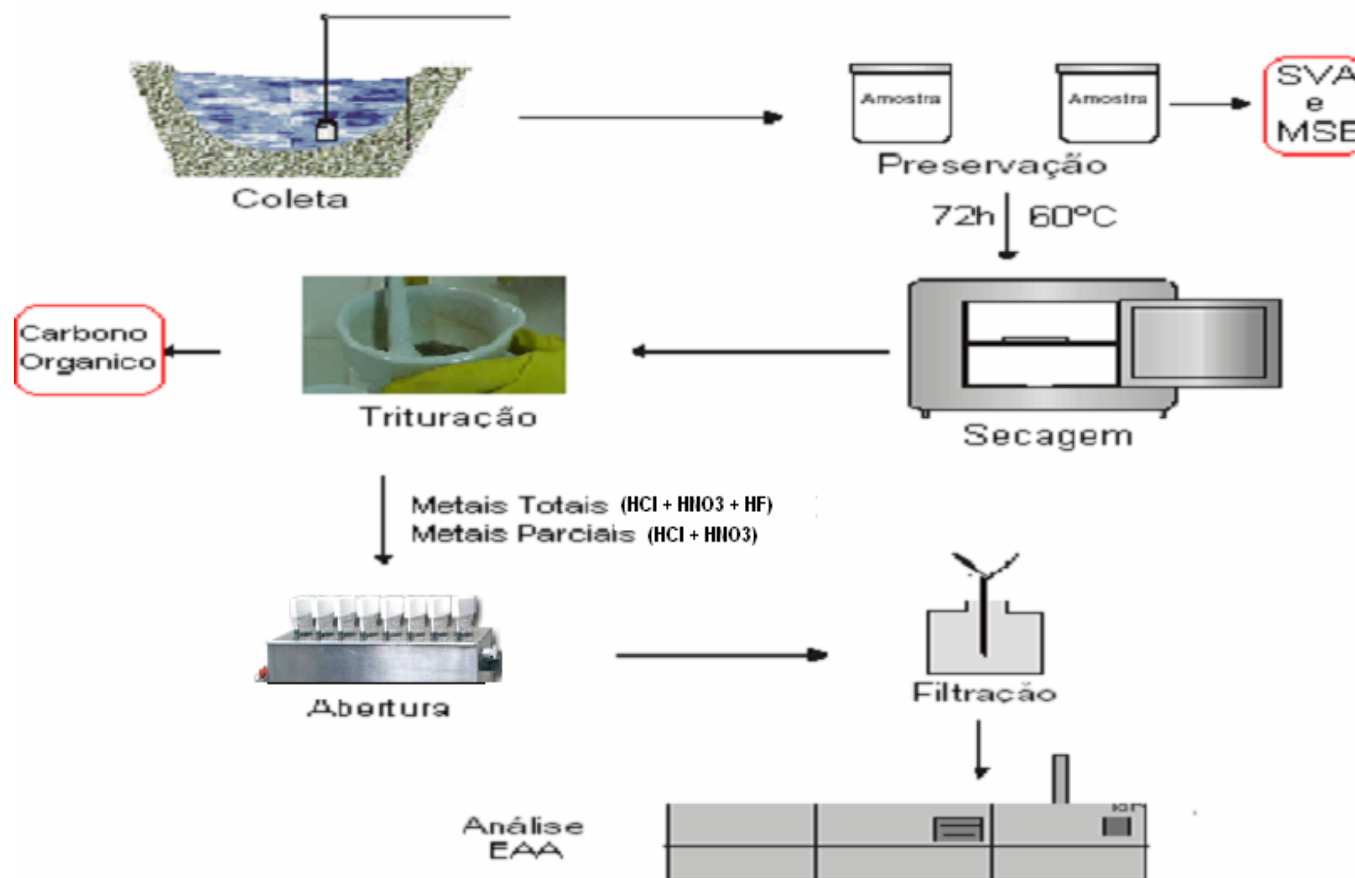 Amostra
Amostra
SVA
e
MSE
Coleta
Preservação
72h 60°C
Carbono
Organico
Trituração
Secagem
Metais Totais (HCl + HNO3 + HF)
Metais Parciais (HCl + HNO3)
Abertura
Filtração
Análise
EAA